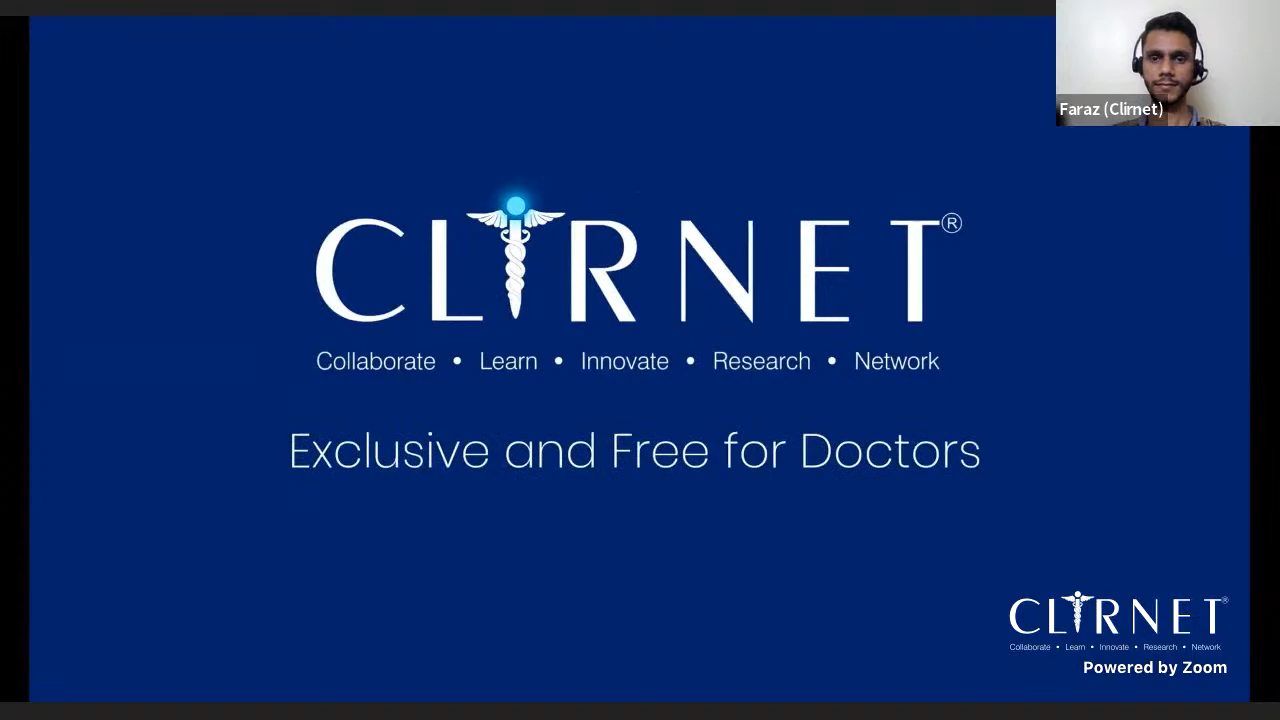 Faraz (Clirnet)
CLIRNET®
Collaborate • Learn • Innovate • Research • Network
Exclusive and Free for Doctors
CLIRNET®
Collaborate • Learn • Innovate • Research • Network
Powered by Zoom